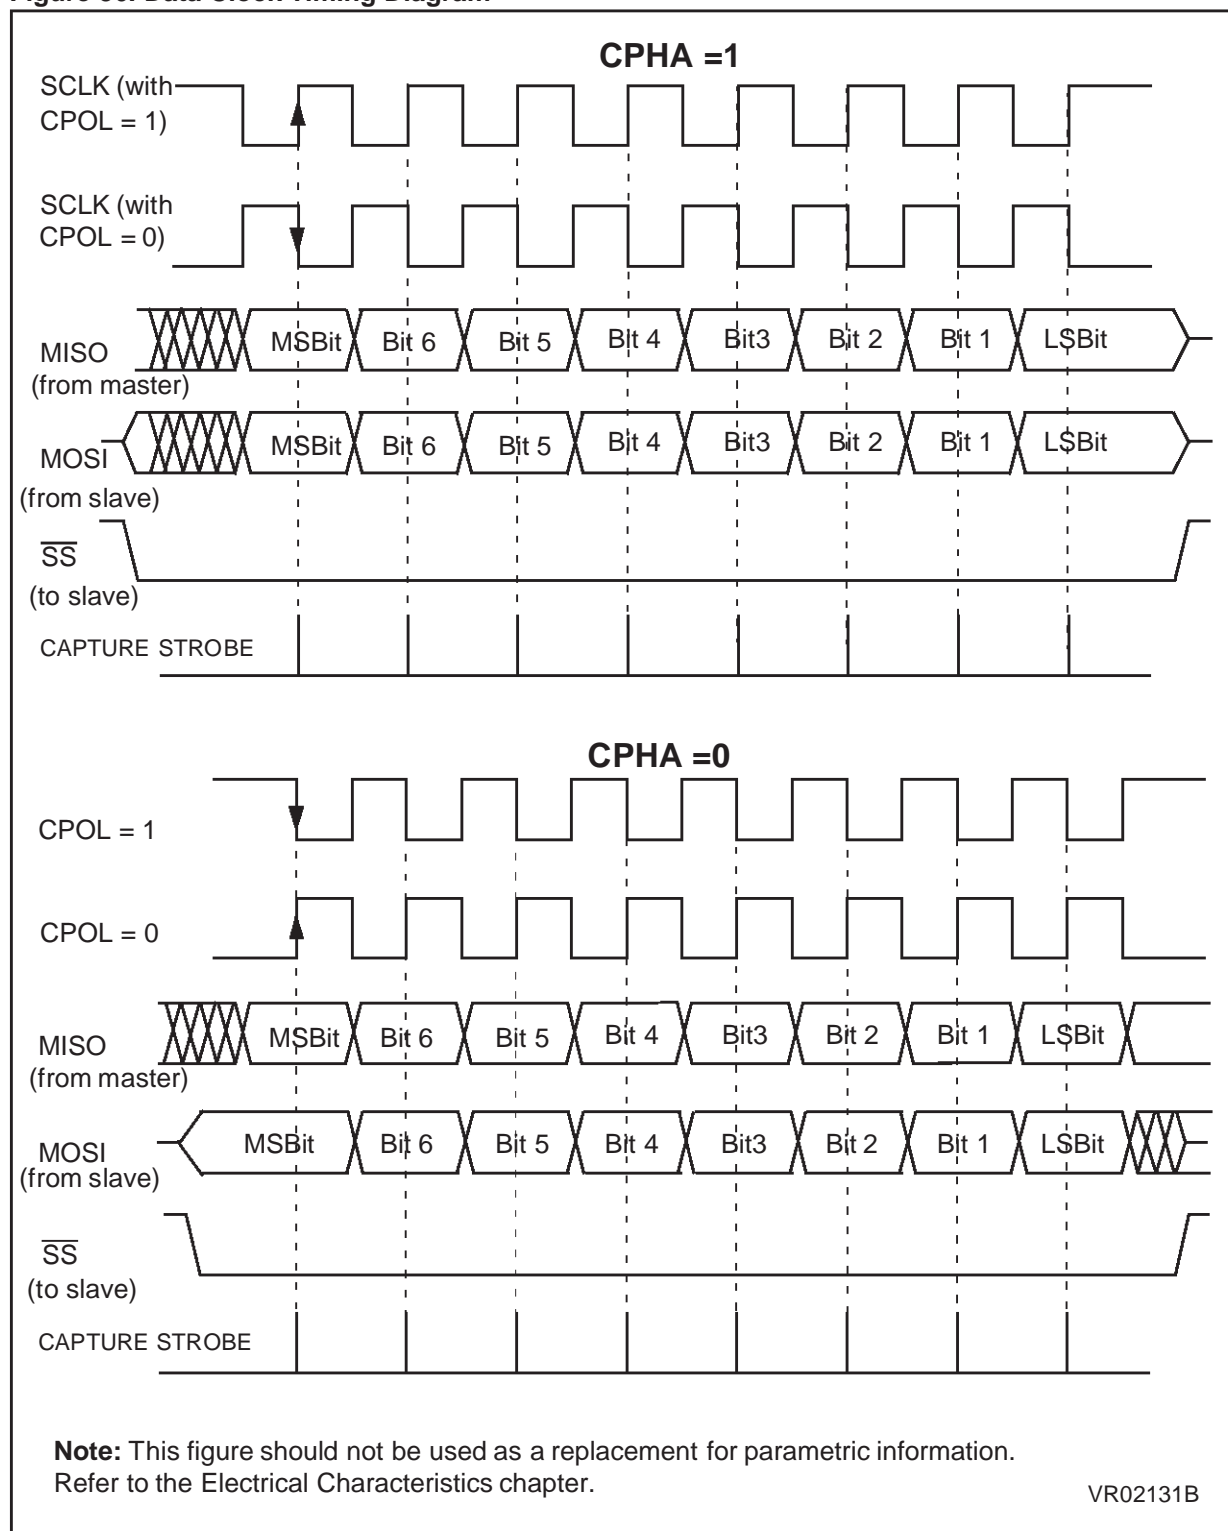 CPHA =1
SCLK (with
CPOL = 1)
SCLK (with
CPOL = 0)
MSBit Bit 6 Bit 5 Bit 4 Bit3 Bit 2 Bit 1 LSBit
MISO
(from master)
MSBit Bit 6 Bit 5 Bit 4 Bit3 Bit 2 Bit 1 LSBit
MOSI
(from slave)
SS
(to slave)
CAPTURE STROBE
CPHA =0
CPOL = 1
CPOL = 0
MSBit Bit 6 Bit 5 Bit 4 Bit3 Bit 2 Bit 1 LSBit
MISO
(from master)
MSBit Bit 6 Bit 5 Bit 4 Bit3 Bit 2 Bit 1 LSBit
MOSI
(from slave)
SS
(to slave)
CAPTURE STROBE
Note: This figure should not be used as a replacement for parametric information.
Refer to the Electrical Characteristics chapter.
VR02131B